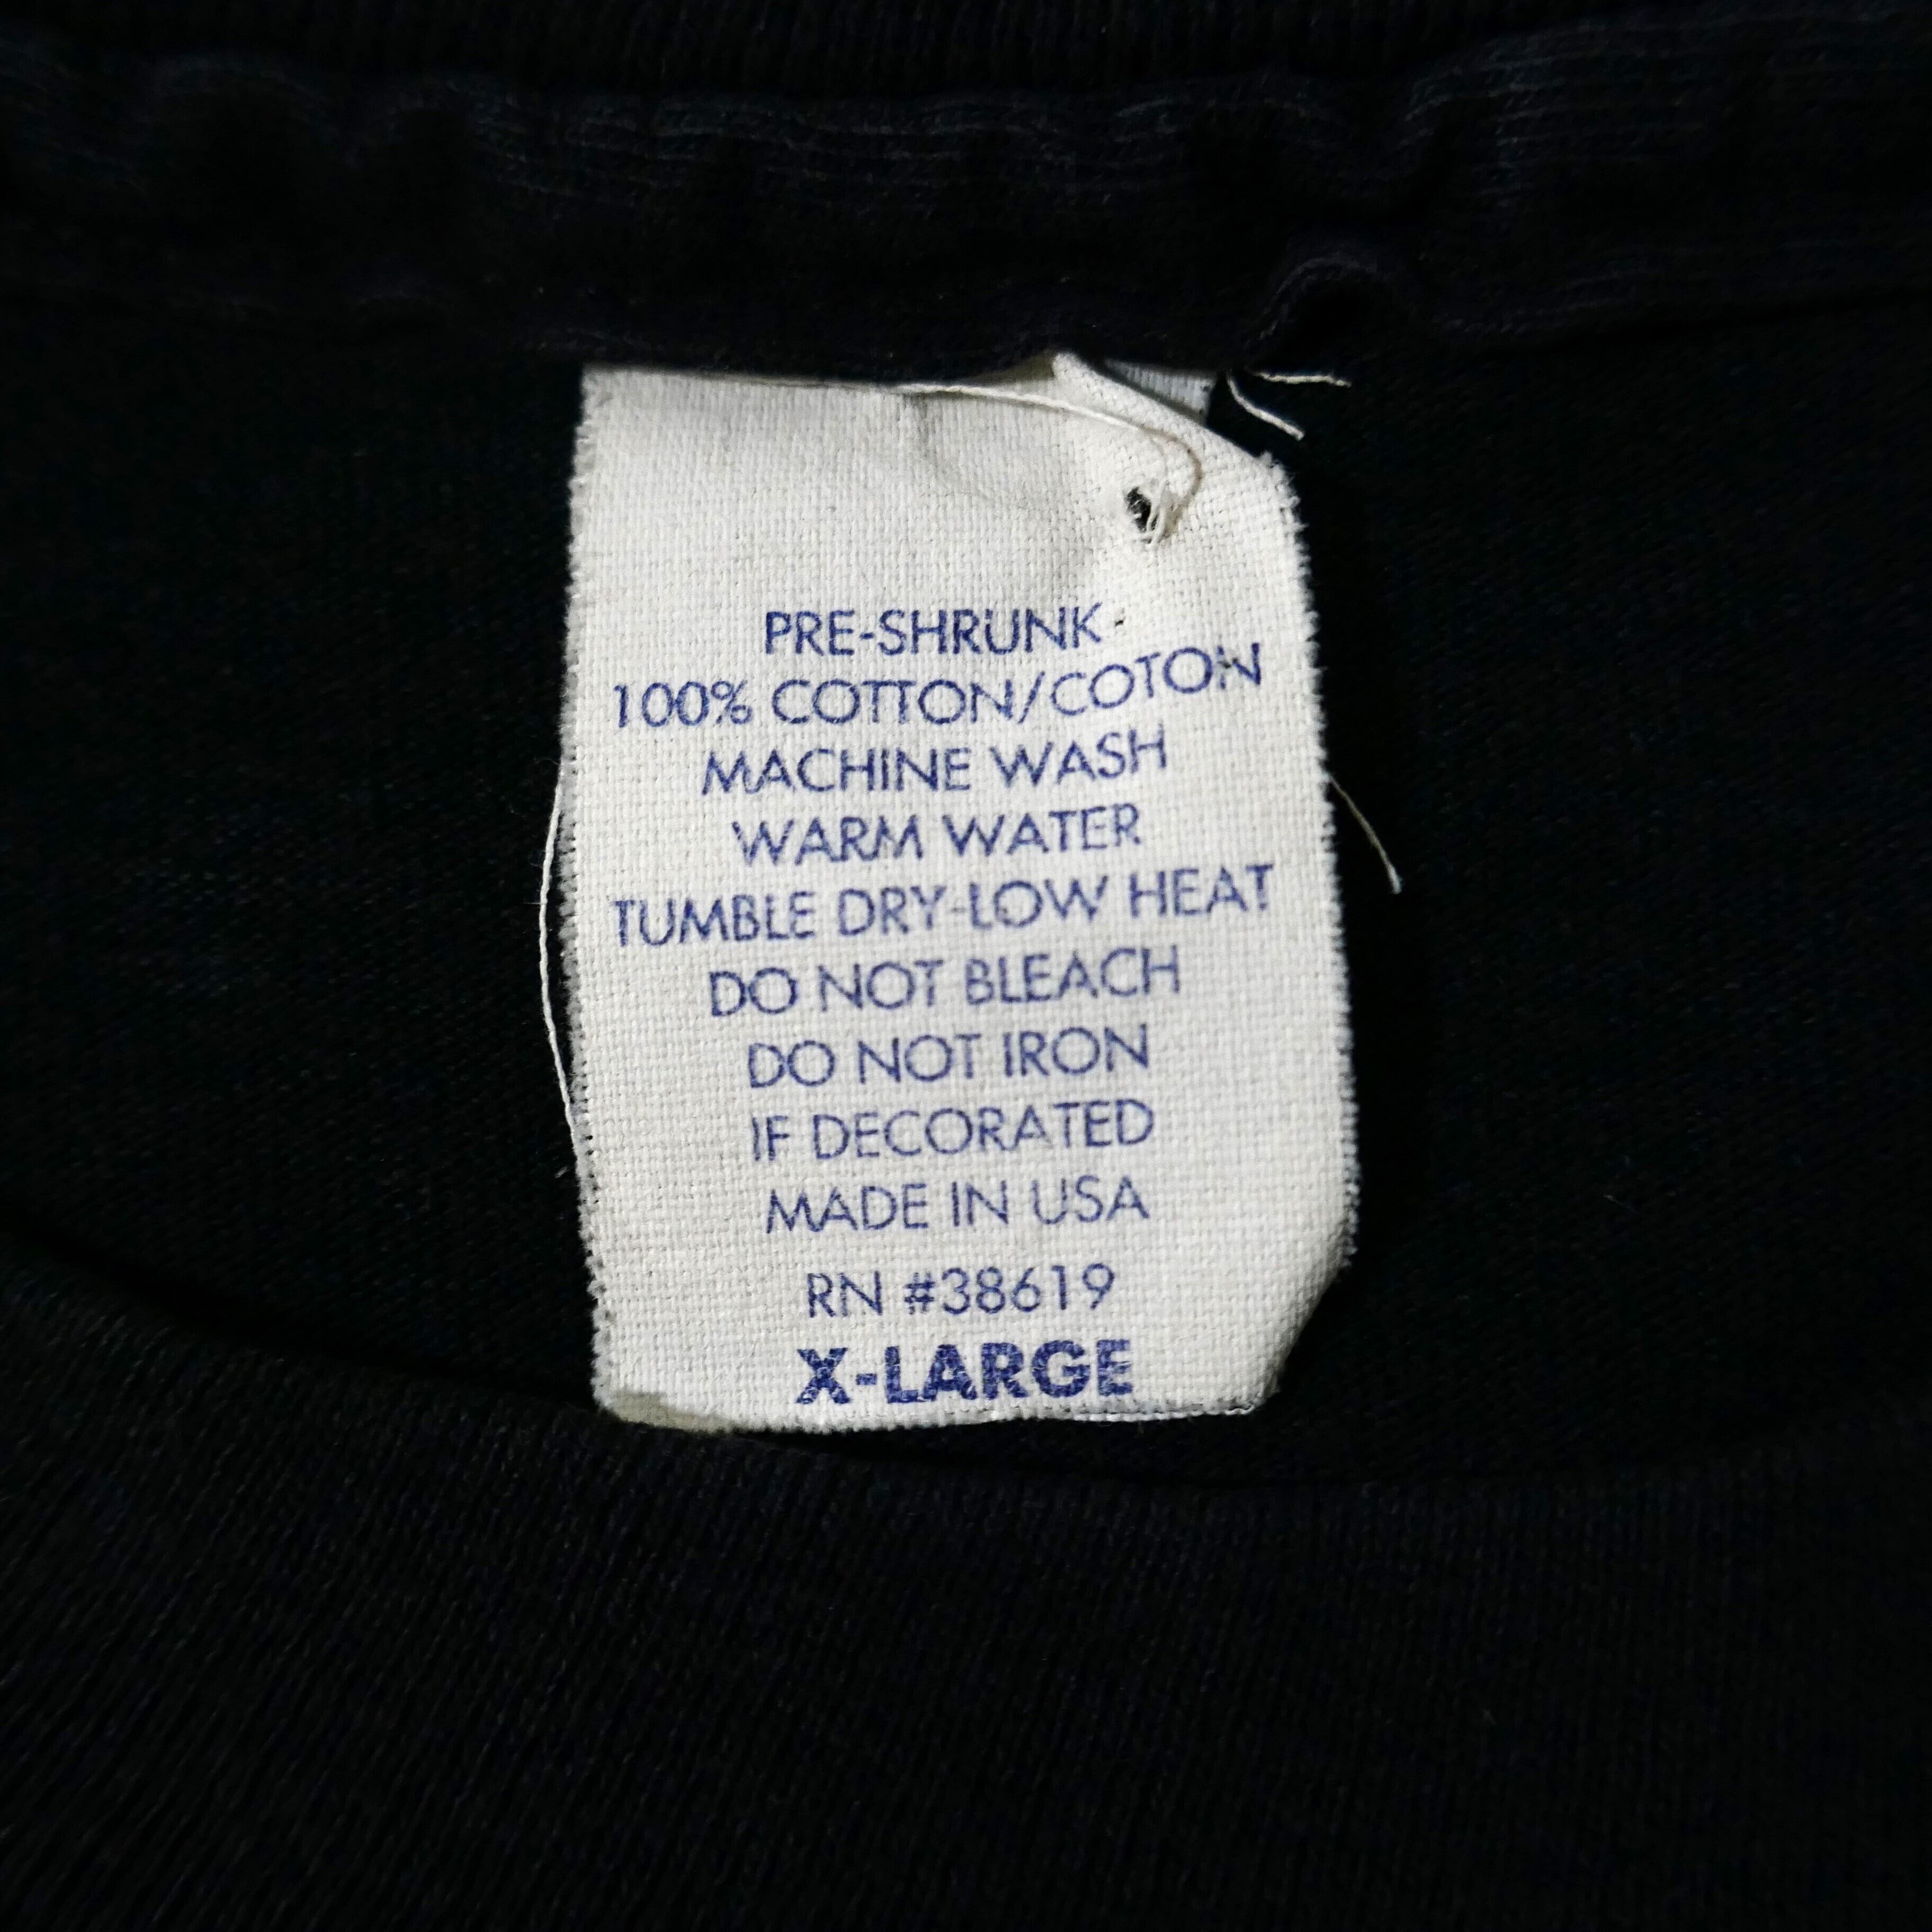 PRE-SHRUNK
100% COTTON/COTON
MACHINE WASH
WARM WATER
TUMBLE DRY-LOW HEAT
DO NOT BLEACH
DO NOT IRON
IF DECORATED
MADE IN USA
RN #38619
X-LARGE